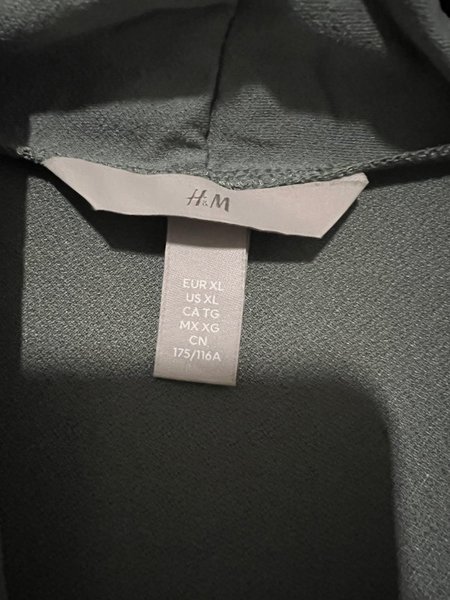 H&M
EUR XL
US XL
CA TG
MX XG
CN
175/116A